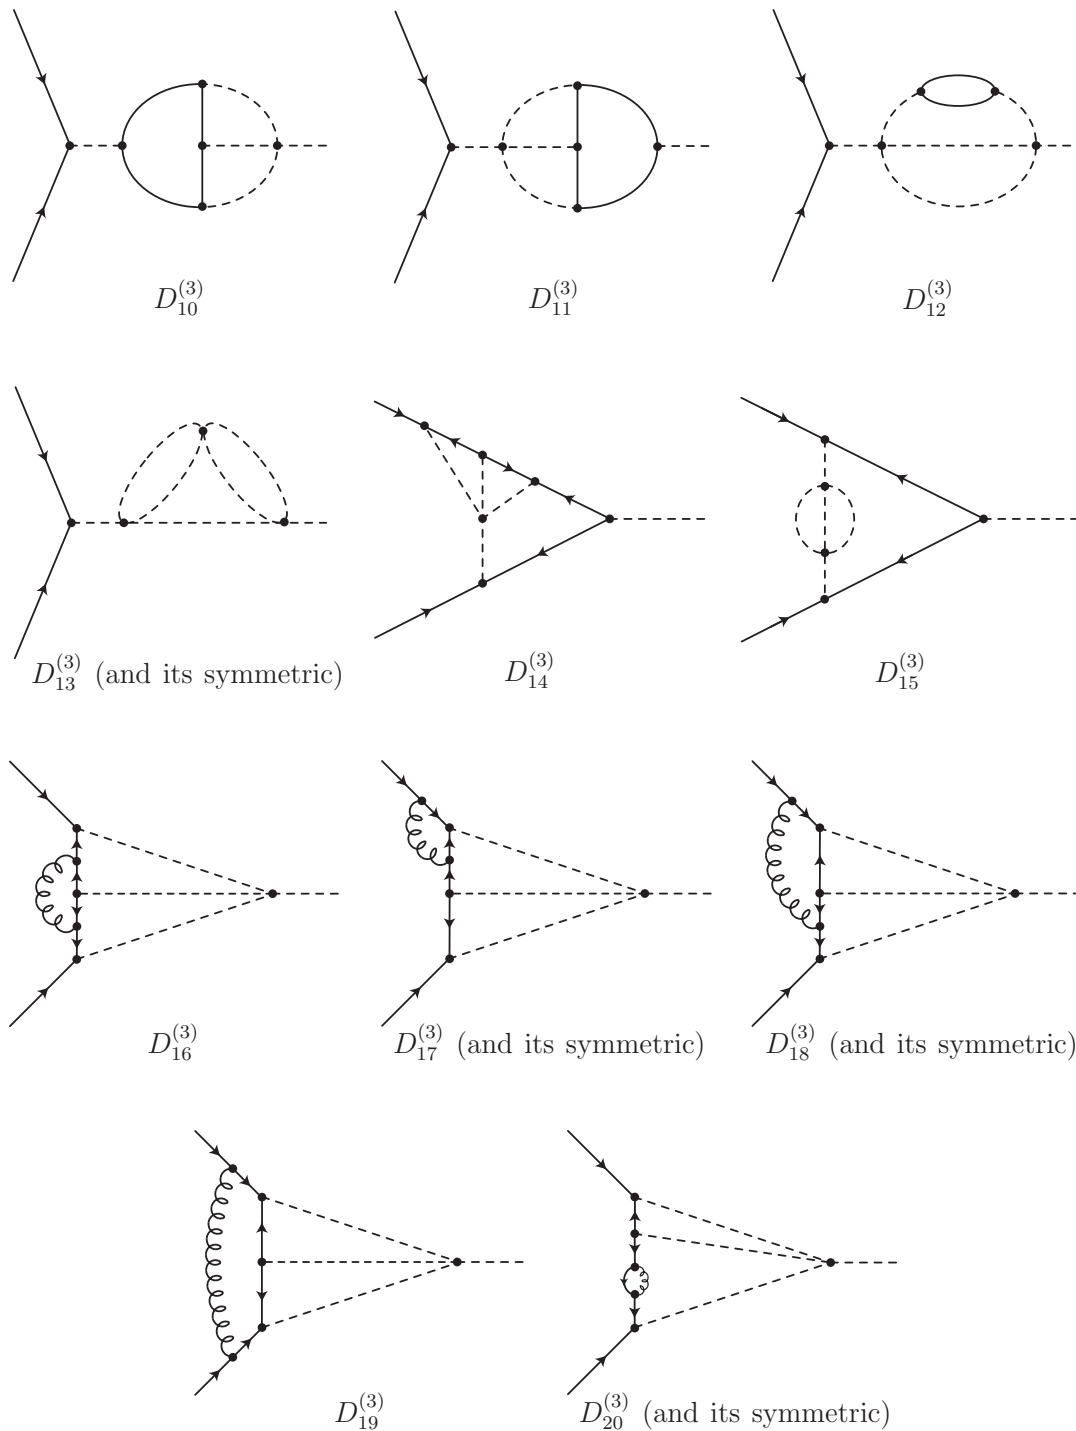 $D_{10}^{(3)}$ $D_{11}^{(3)}$ $D_{12}^{(3)}$
$D_{13}^{(3)}$ (and its symmetric) $D_{14}^{(3)}$ $D_{15}^{(3)}$
$D_{16}^{(3)}$ $D_{17}^{(3)}$ (and its symmetric) $D_{18}^{(3)}$ (and its symmetric)
$D_{19}^{(3)}$ $D_{20}^{(3)}$ (and its symmetric)